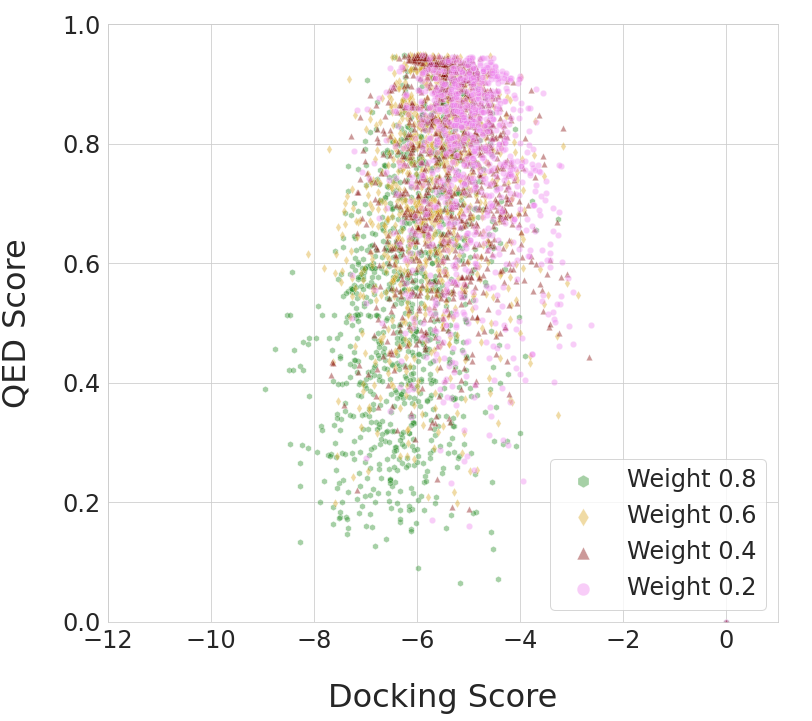 1.0
0.8
0.6
0.4
0.2
0.0
QED Score
−12
−10
−8
−6
−4
−2
0
Docking Score
Weight 0.8
Weight 0.6
Weight 0.4
Weight 0.2